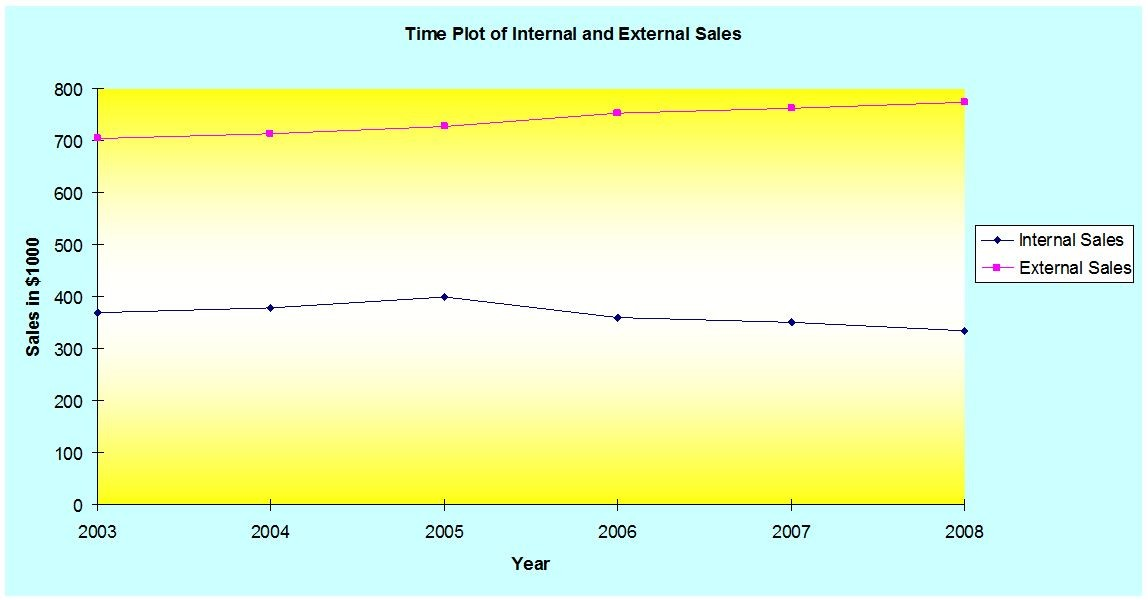 Time Plot of Internal and External Sales
800
700
600
500
400
300
200
100
0
Sales in $1000
2003 2004 2005 2006 2007 2008
Year
Internal Sales
External Sales